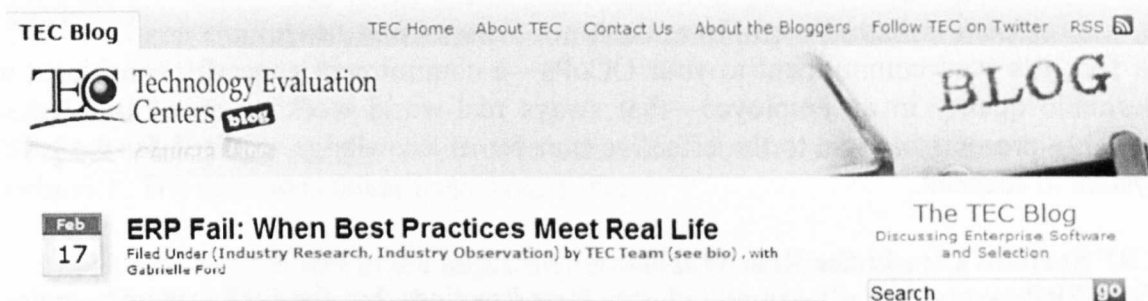 TEC Blog
TEC Home About TEC Contact Us About the Bloggers Follow TEC on Twitter RSS
TEC Technology Evaluation
Centers blog
BLOG
Feb
17
ERP Fail: When Best Practices Meet Real Life
Filed Under (Industry Research, Industry Observation) by TEC Team (see bio) , with
Gabrielle Furd
The TEC Blog
Discussing Enterprise Software
and Selection
Search go